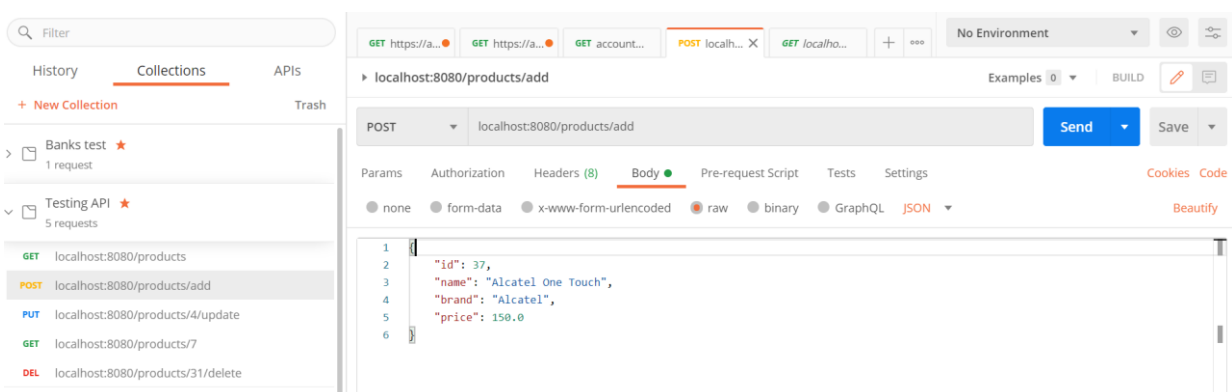 Filter
History Collections APIs
+ New Collection Trash
Banks test
1 request
Testing API
5 requests
GET localhost:8080/products
POST localhost:8080/products/add
PUT localhost:8080/products/4/update
GET localhost:8080/products/7
DEL localhost:8080/products/31/delete
GET https://a... GET https://a... GET account... POST localh... GET localho... No Environment
localhost:8080/products/add Examples 0 BUILD
POST localhost:8080/products/add Send Save
Params Authorization Headers (8) Body Pre-request Script Tests Settings Cookies Code
none form-data x-www-form-urlencoded raw binary GraphQL JSON Beautify
1 {
2 "id": 37,
3 "name": "Alcatel One Touch",
4 "brand": "Alcatel",
5 "price": 150.0
6 }